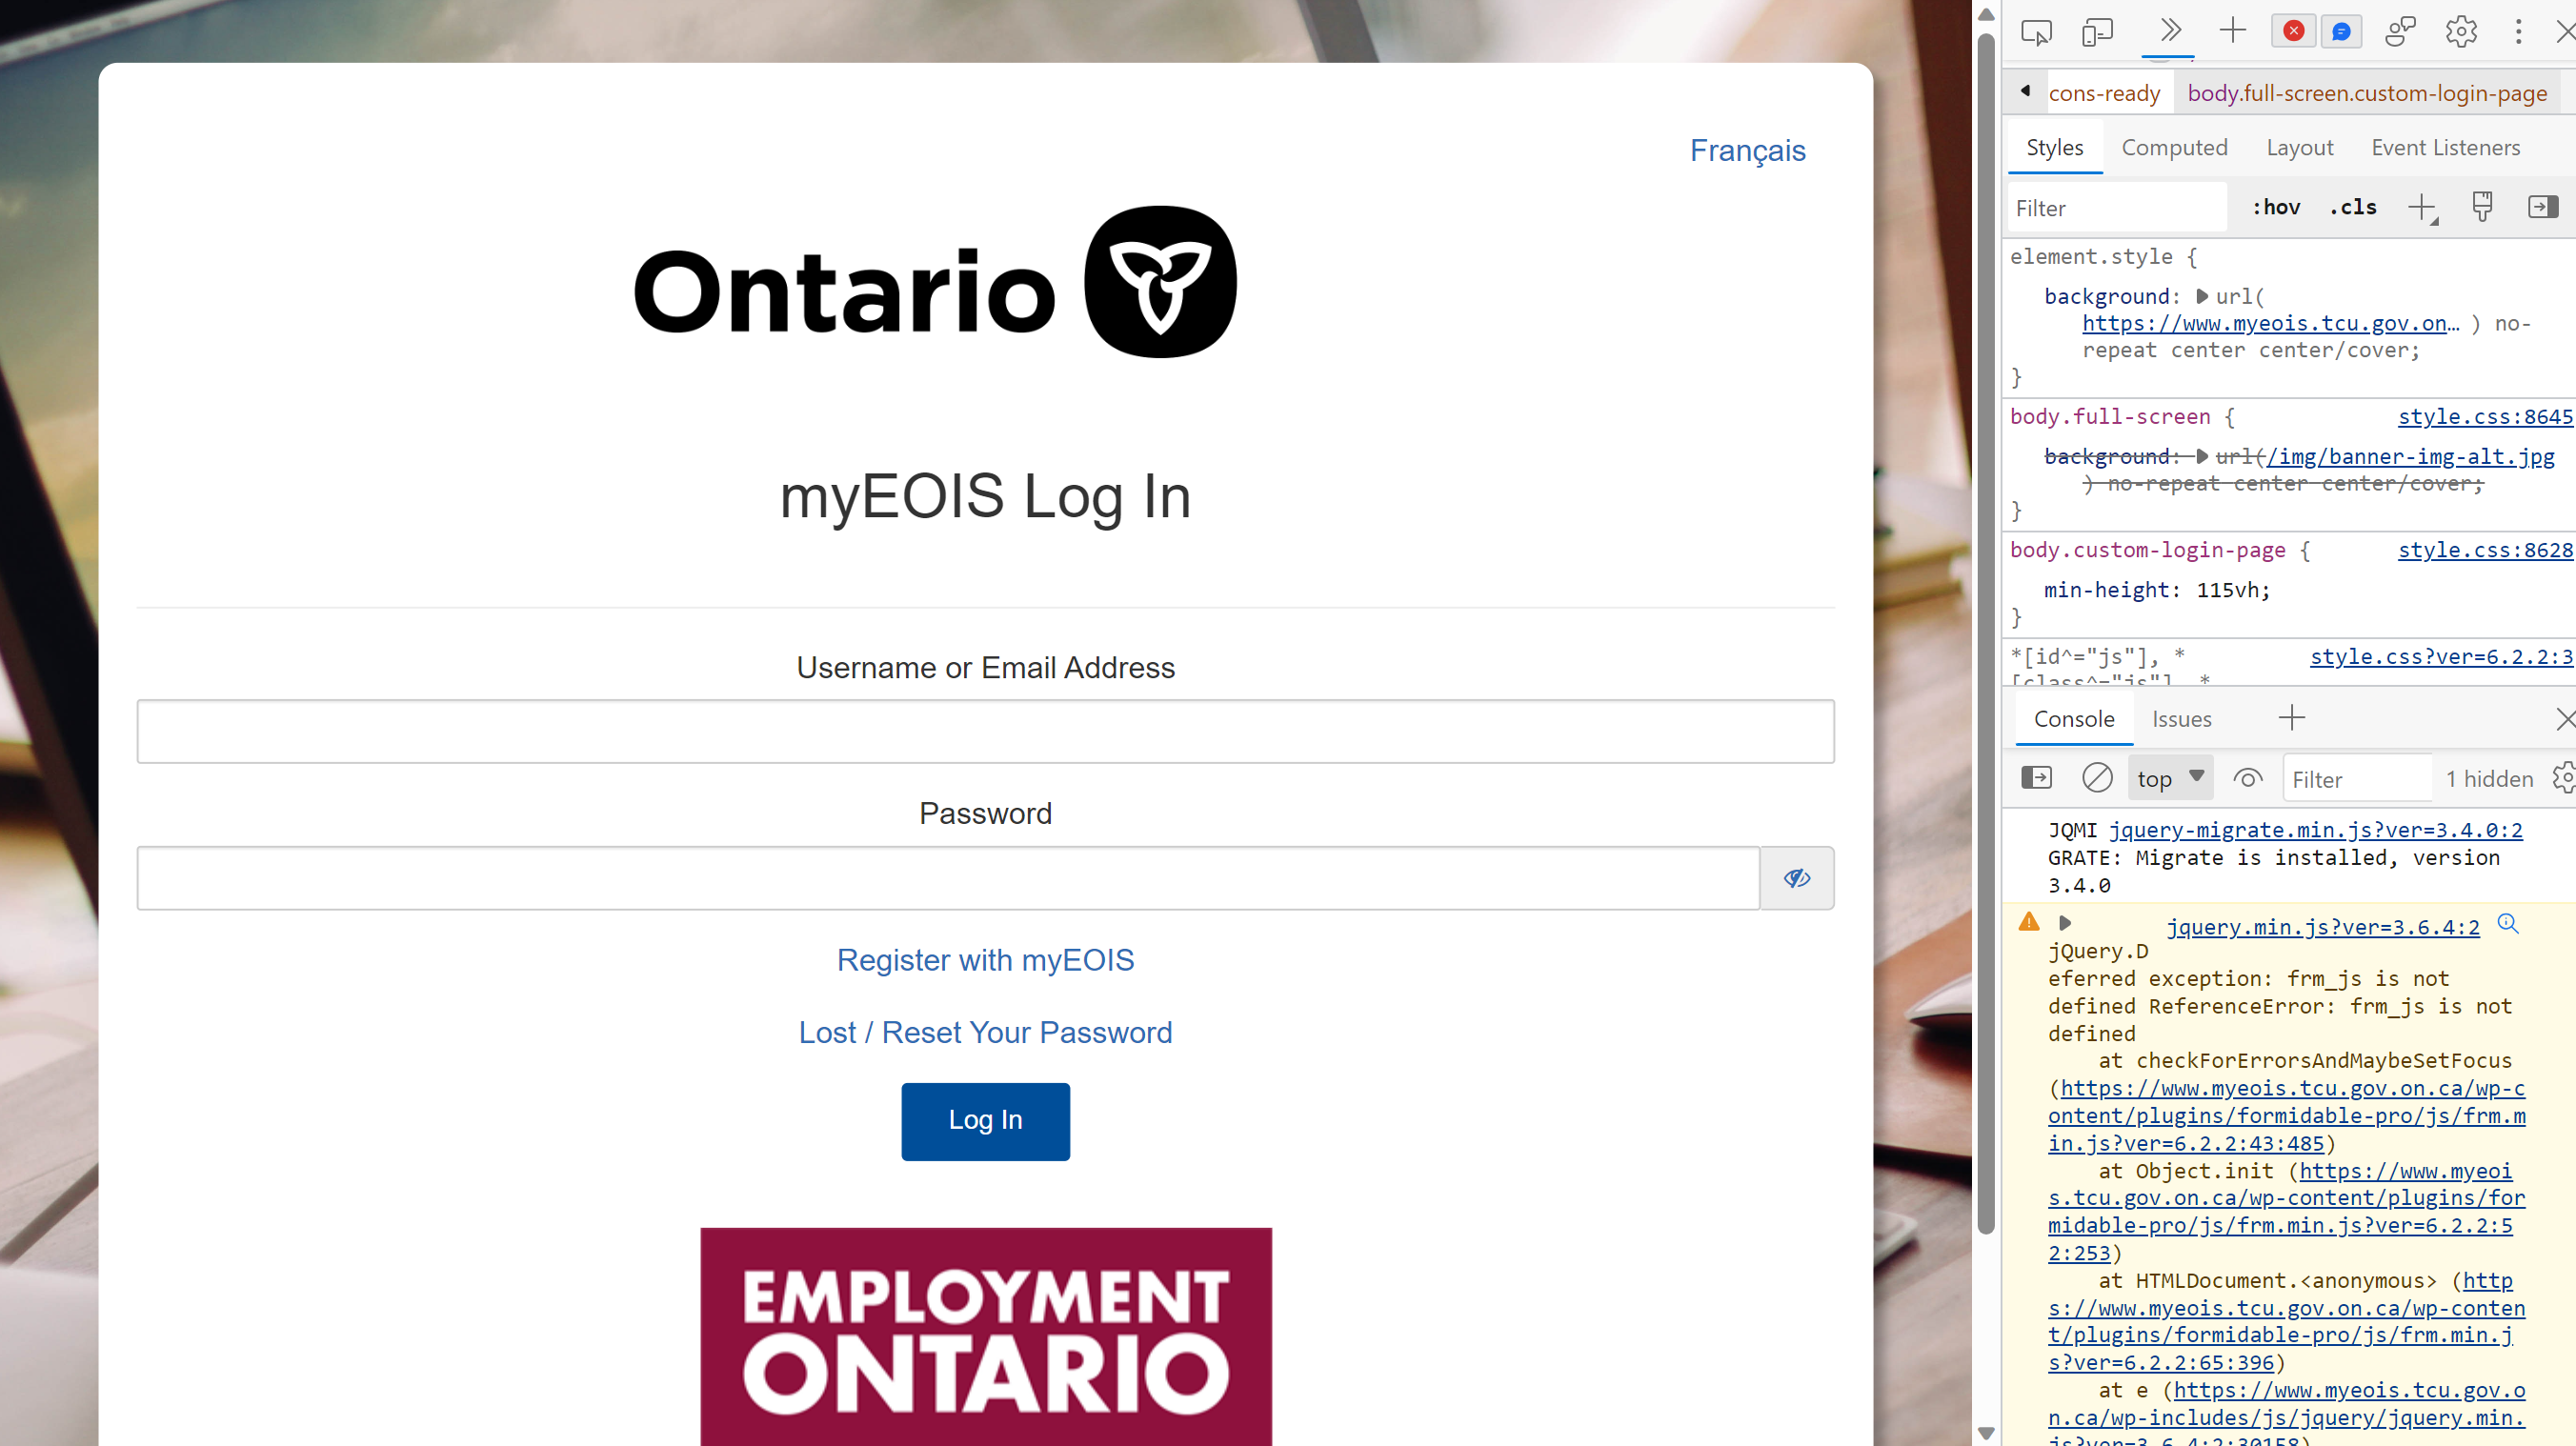 Français
Ontario
myEOIS Log In
Username or Email Address
Password
Register with myEOIS
Lost / Reset Your Password
Log In
EMPLOYMENT
ONTARIO
cons-ready body.full-screen.custom-login-page
Styles Computed Layout Event Listeners
Filter :hov .cls
element.style {
background: url(
https://www.myeois.tcu.gov.on… ) no-
repeat center center/cover;
}
body.full-screen { style.css:8645
background: url(/img/banner-img-alt.jpg
) no-repeat center center/cover;
}
body.custom-login-page { style.css:8628
min-height: 115vh;
}
*[id^="js"], * style.css?ver=6.2.2:3
[class^="js"], *
Console Issues
top Filter 1 hidden
JQMI jquery-migrate.min.js?ver=3.4.0:2
GRATE: Migrate is installed, version
3.4.0
jquery.min.js?ver=3.6.4:2
jQuery.D
eferred exception: frm_js is not
defined ReferenceError: frm_js is not
defined
at checkForErrorsAndMaybeSetFocus
(https://www.myeois.tcu.gov.on.ca/wp-c
ontent/plugins/formidable-pro/js/frm.m
in.js?ver=6.2.2:43:485)
at Object.init (https://www.myeoi
s.tcu.gov.on.ca/wp-content/plugins/for
midable-pro/js/frm.min.js?ver=6.2.2:5
2:253)
at HTMLDocument.<anonymous> (http
s://www.myeois.tcu.gov.on.ca/wp-conten
t/plugins/formidable-pro/js/frm.min.j
s?ver=6.2.2:65:396)
at e (https://www.myeois.tcu.gov.o
n.ca/wp-includes/js/jquery/jquery.min.
js?ver=3.6.4:2:30158)